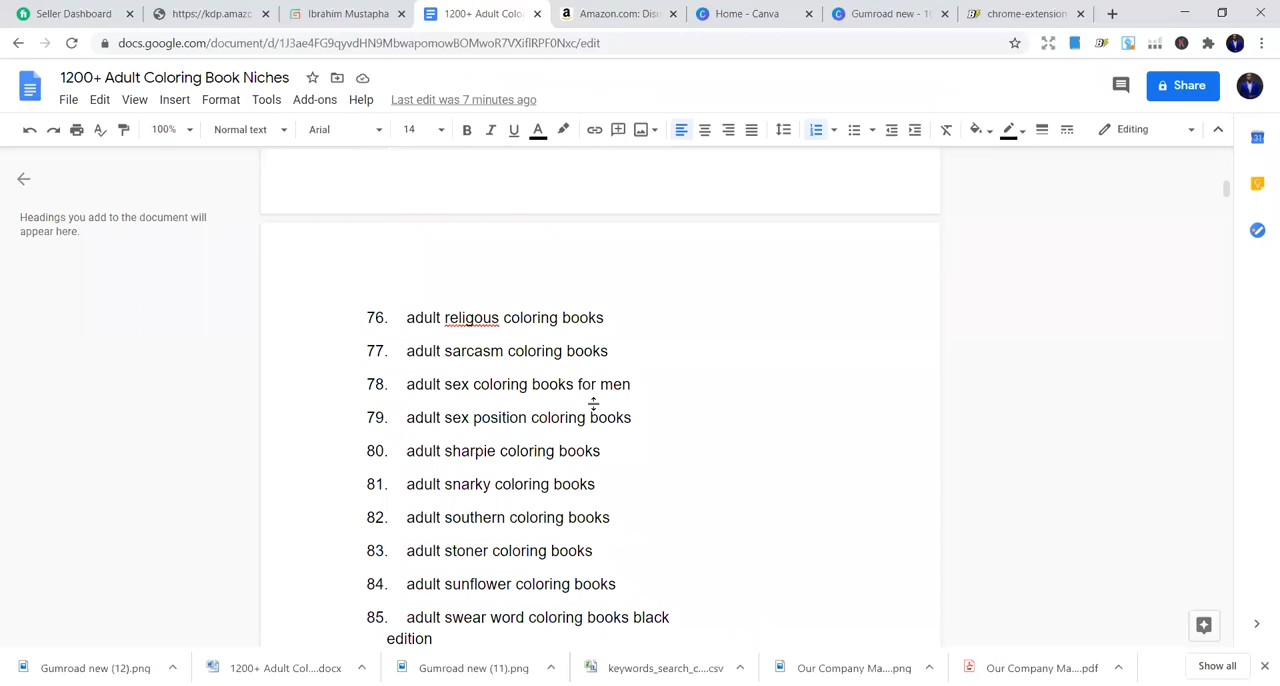 Seller Dashboard
https://kdp.amazc
Ibrahim Mustapha
1200+ Adult Colo
Amazon.com: Disn
Home - Canva
Gumroad new - 10
chrome-extension
docs.google.com/document/d/1J3ae4FG9qyvdHN9MbwapomowBOMwoR7VXiflRPF0Nxc/edit
1200+ Adult Coloring Book Niches
File Edit View Insert Format Tools Add-ons Help Last edit was 7 minutes ago
Share
100% Normal text Arial 14 B I U A Editing
31
Headings you add to the document will
appear here.
76. adult religous coloring books
77. adult sarcasm coloring books
78. adult sex coloring books for men
79. adult sex position coloring books
80. adult sharpie coloring books
81. adult snarky coloring books
82. adult southern coloring books
83. adult stoner coloring books
84. adult sunflower coloring books
85. adult swear word coloring books black
edition
Gumroad new (12).png
1200+ Adult Col....docx
Gumroad new (11).png
keywords_search_c....csv
Our Company Ma....png
Our Company Ma....pdf
Show all